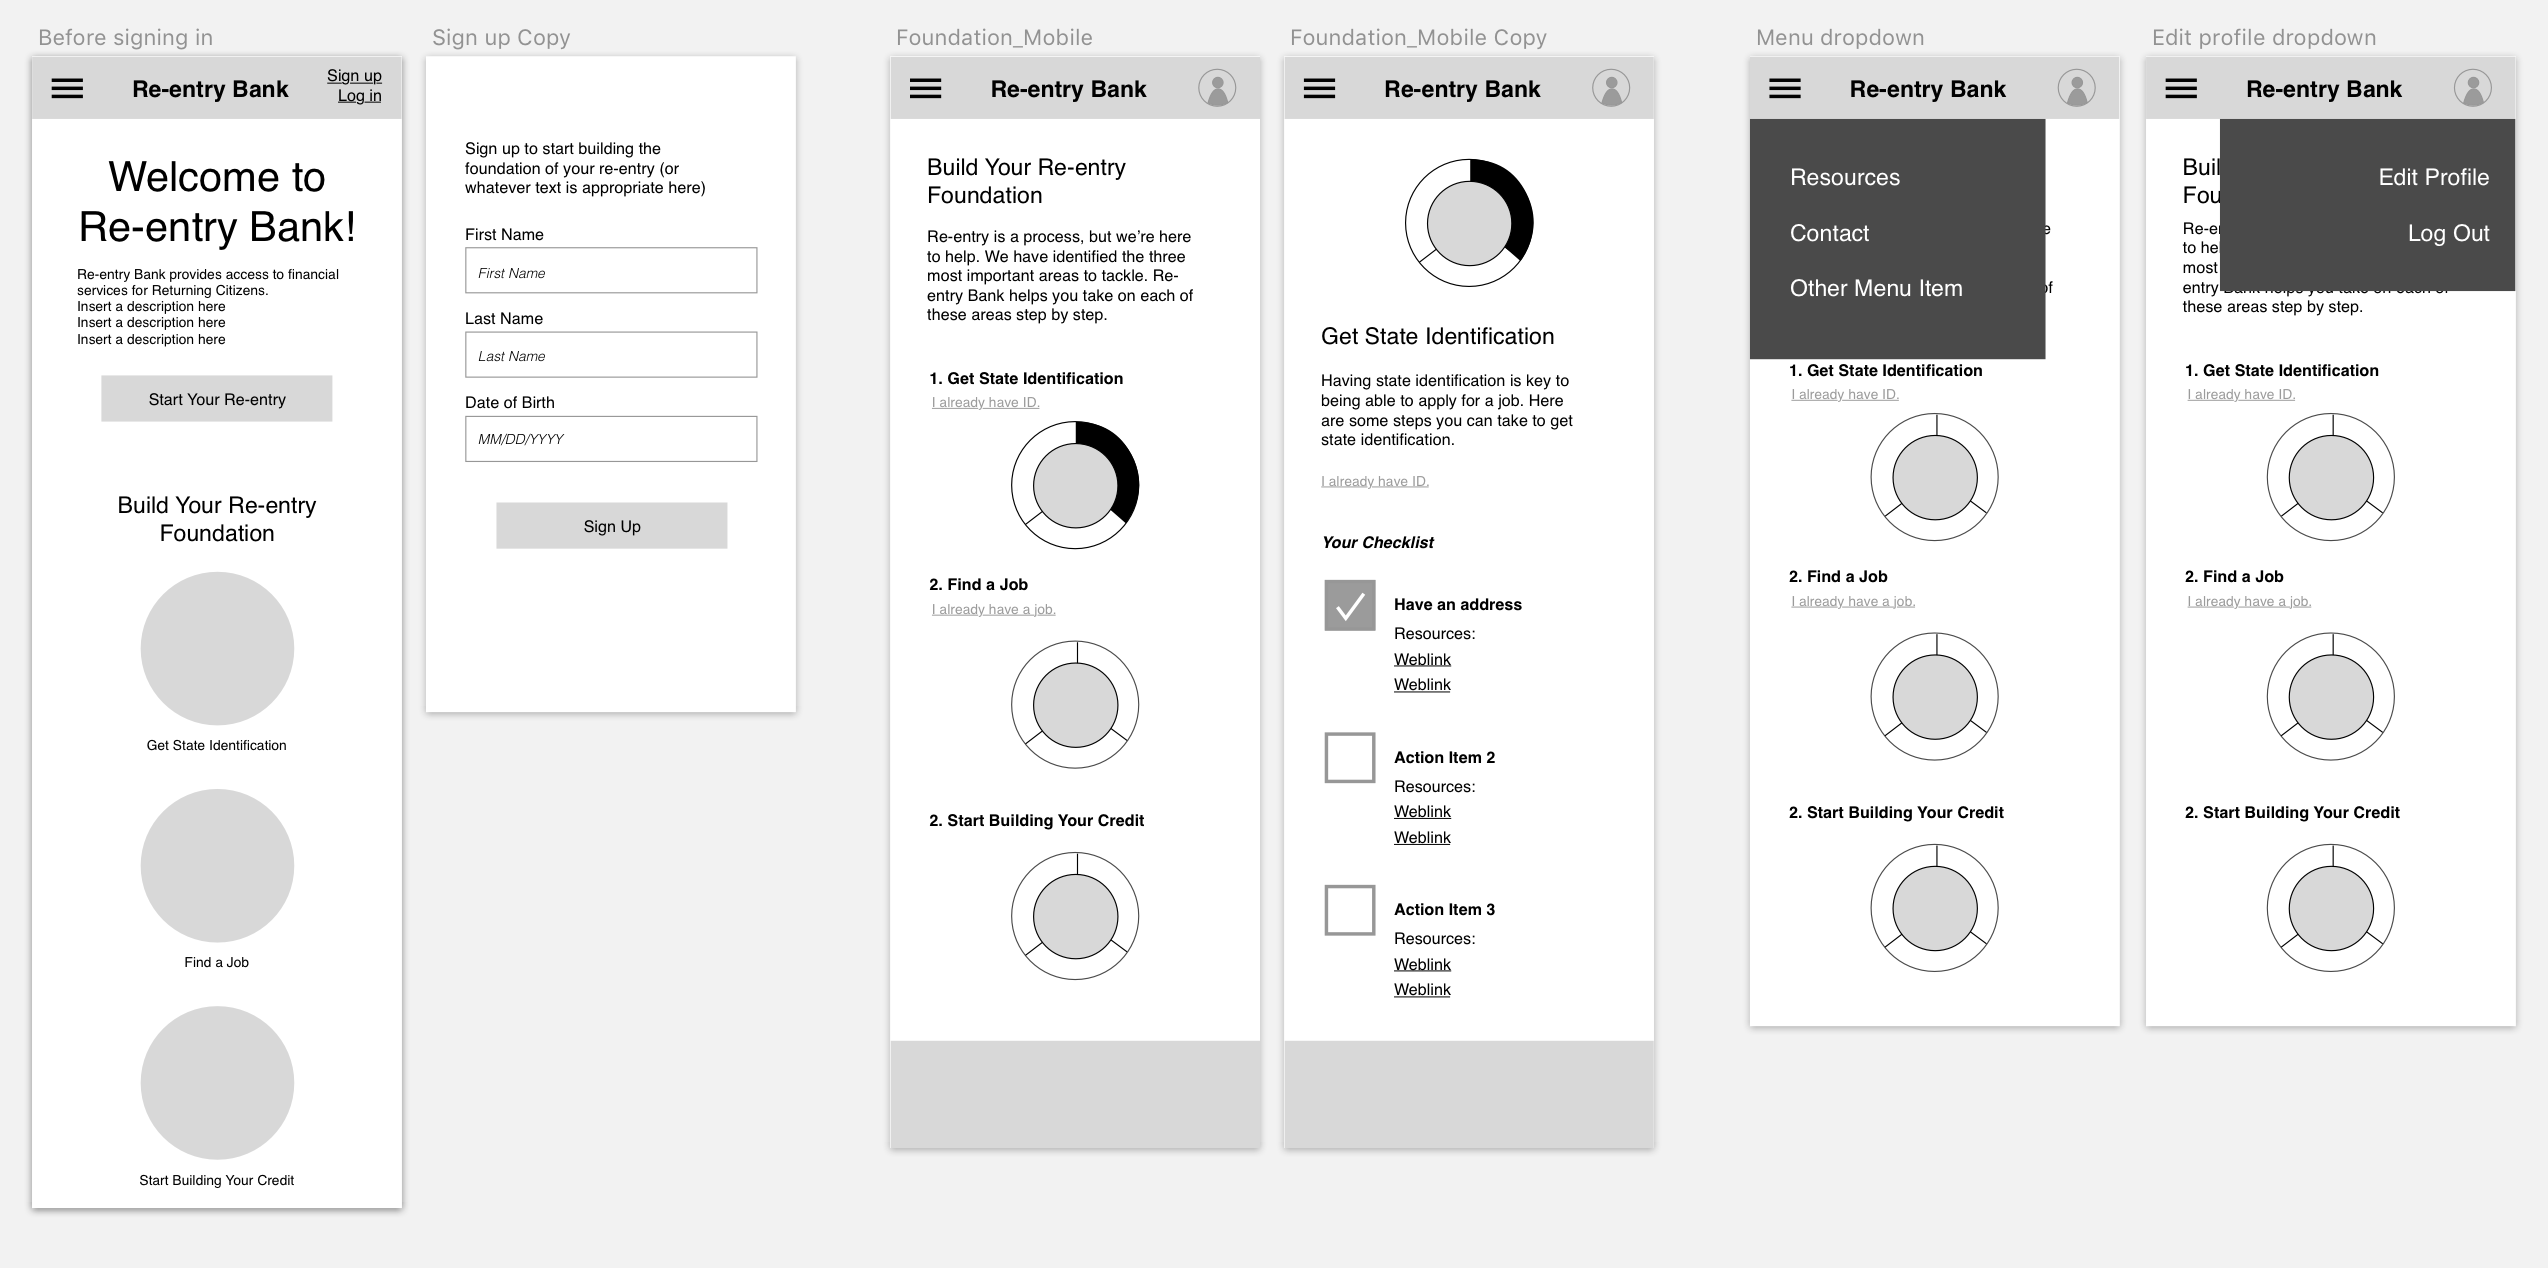 Before signing in
Re-entry Bank
Sign up
Log in
Welcome to
Re-entry Bank!
Re-entry Bank provides access to financial
services for Returning Citizens.
Insert a description here
Insert a description here
Insert a description here
Start Your Re-entry
Build Your Re-entry
Foundation
Get State Identification
Find a Job
Start Building Your Credit
Sign up Copy
Sign up to start building the
foundation of your re-entry (or
whatever text is appropriate here)
First Name
First Name
Last Name
Last Name
Date of Birth
MM/DD/YYYY
Sign Up
Foundation_Mobile
Re-entry Bank
Build Your Re-entry
Foundation
Re-entry is a process, but we’re here
to help. We have identified the three
most important areas to tackle. Re-
entry Bank helps you take on each of
these areas step by step.
1. Get State Identification
I already have ID.
2. Find a Job
I already have a job.
2. Start Building Your Credit
Foundation_Mobile Copy
Re-entry Bank
Get State Identification
Having state identification is key to
being able to apply for a job. Here
are some steps you can take to get
state identification.
I already have ID.
Your Checklist
Have an address
Resources:
Weblink
Weblink
Action Item 2
Resources:
Weblink
Weblink
Action Item 3
Resources:
Weblink
Weblink
Menu dropdown
Re-entry Bank
Resources
Contact
Other Menu Item
1. Get State Identification
I already have ID.
2. Find a Job
I already have a job.
2. Start Building Your Credit
Edit profile dropdown
Re-entry Bank
Edit Profile
Log Out
to hel
most
entry Bank helps you take on each of
these areas step by step.
1. Get State Identification
I already have ID.
2. Find a Job
I already have a job.
2. Start Building Your Credit